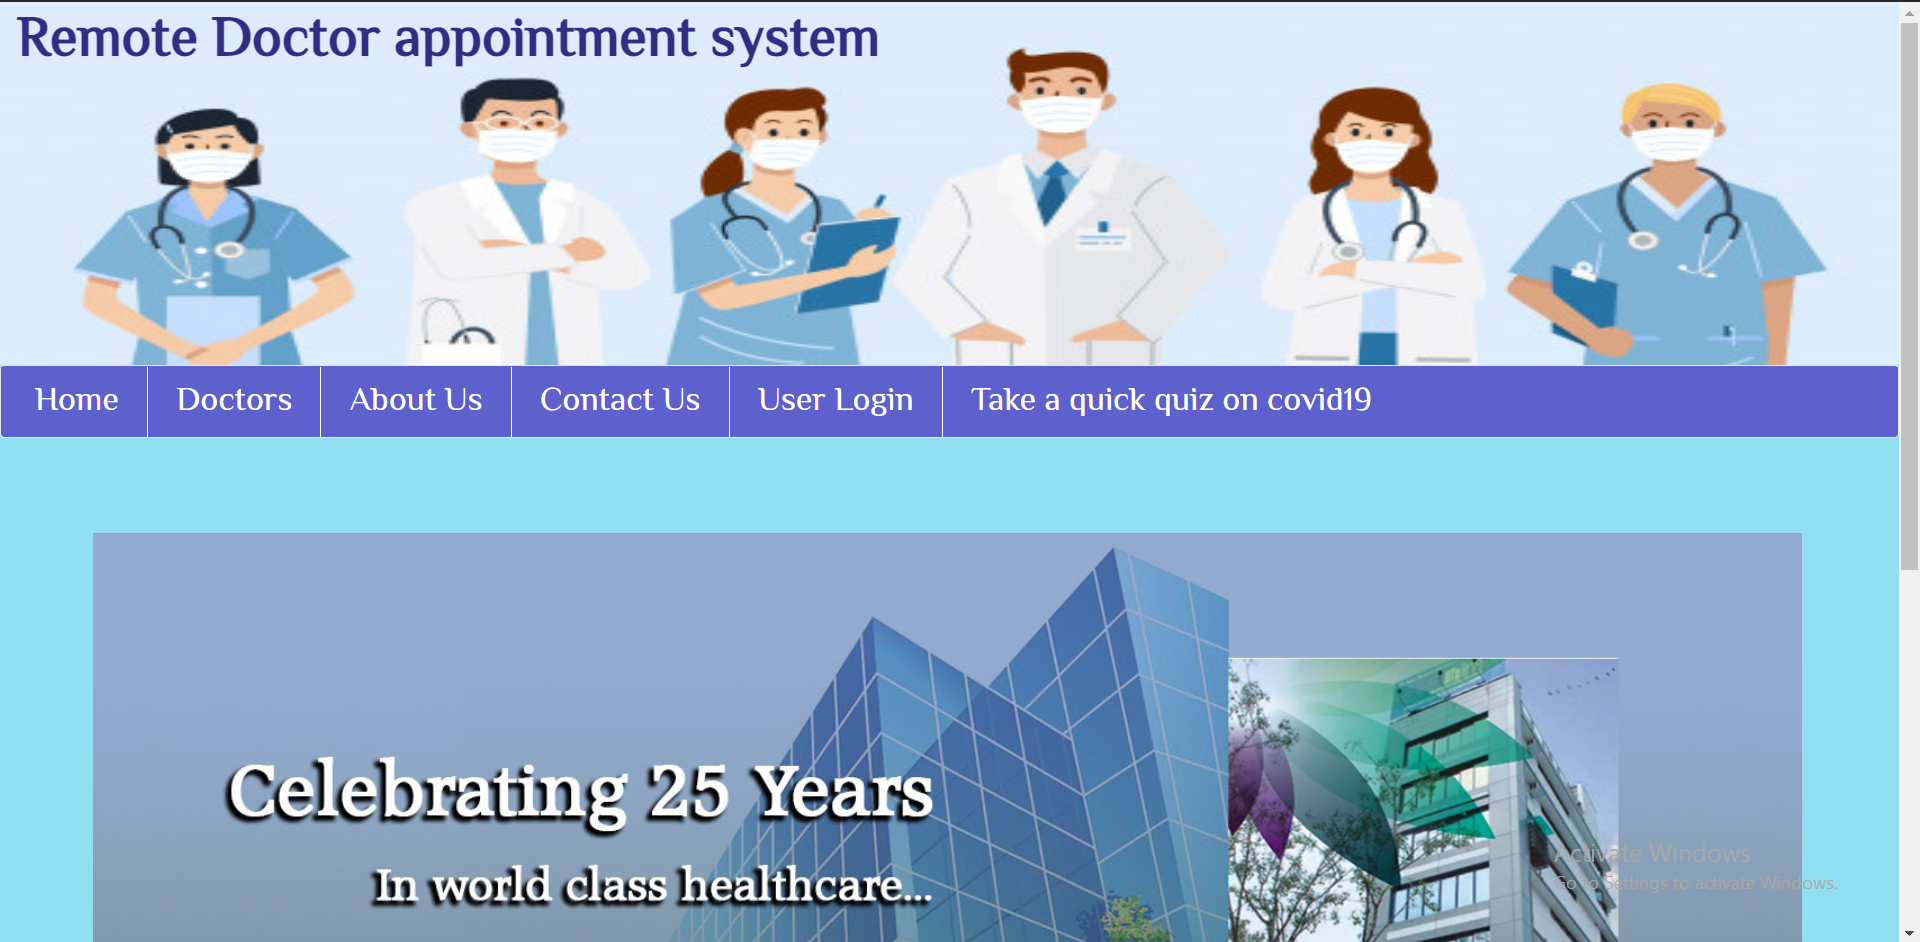 Remote Doctor appointment system
Home
Doctors
About Us
Contact Us
User Login
Take a quick quiz on covid19
Celebrating 25 Years
In world class healthcare...
Activate Windows
Go to Settings to activate Windows.